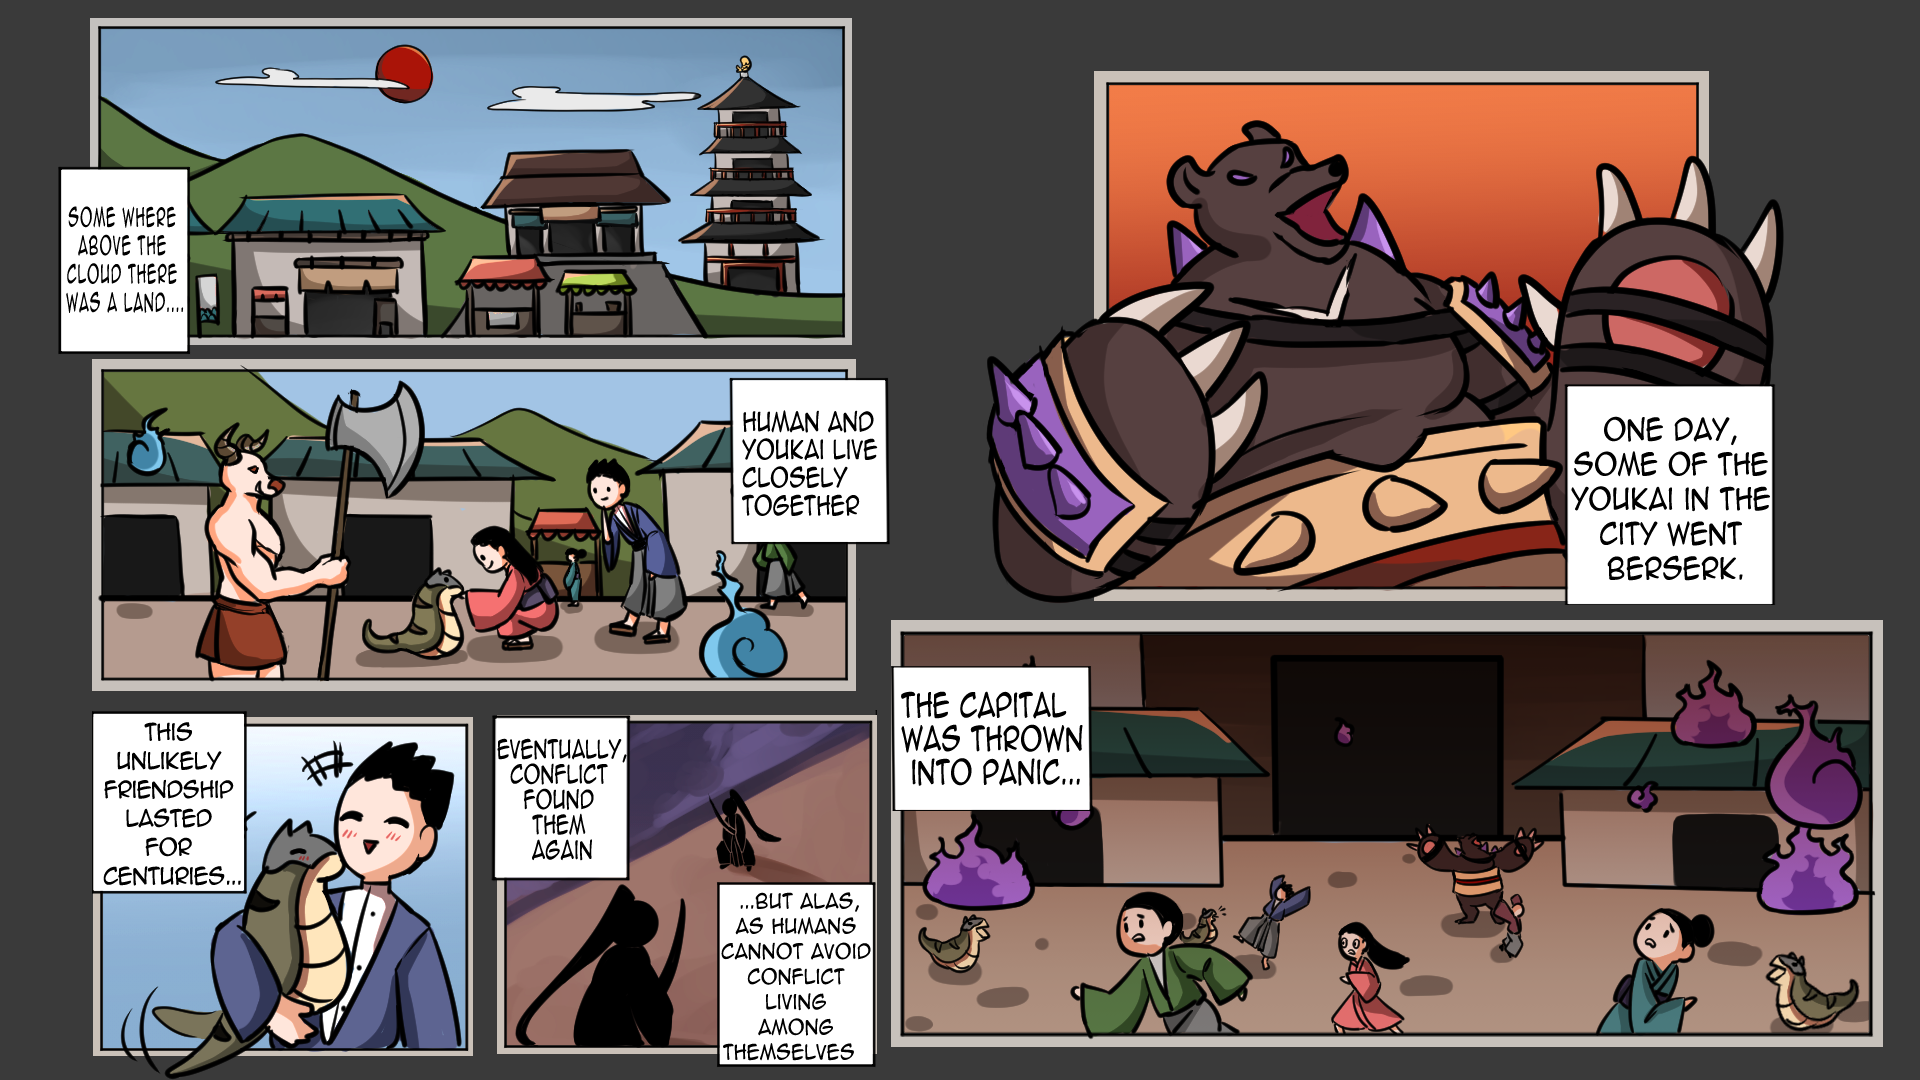 SOME WHERE
ABOVE THE
CLOUD THERE
WAS A LAND....
HUMAN AND
YOUKAI LIVE
CLOSELY
TOGETHER
THIS
UNLIKELY
FRIENDSHIP
LASTED
FOR
CENTURIES...
EVENTUALLY,
CONFLICT
FOUND
THEM
AGAIN
...BUT ALAS,
AS HUMANS
CANNOT AVOID
CONFLICT
LIVING
AMONG
THEMSELVES
ONE DAY,
SOME OF THE
YOUKAI IN THE
CITY WENT
BERSERK.
THE CAPITAL
WAS THROWN
INTO PANIC...